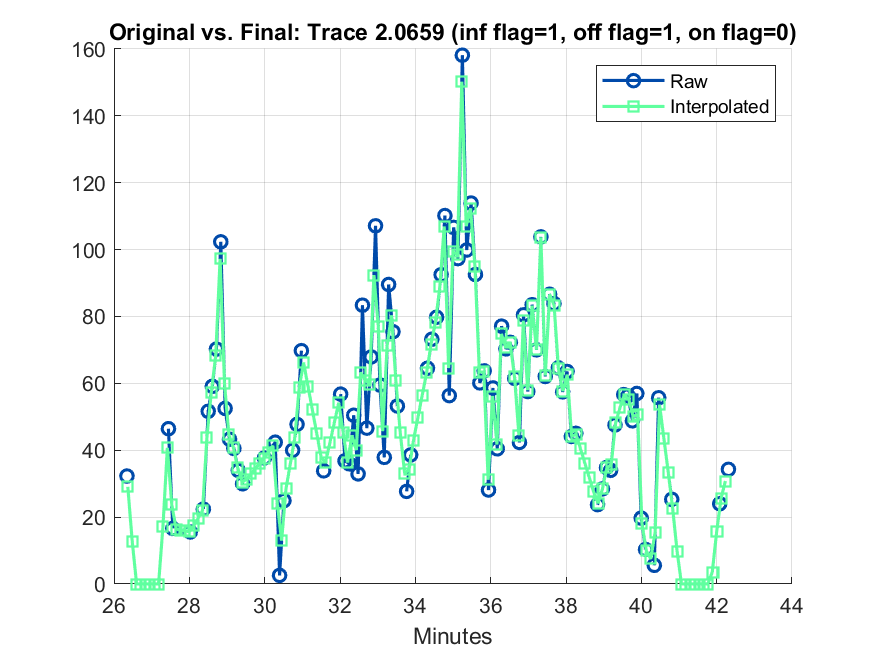 Original vs. Final: Trace 2.0659 (inf flag=1, off flag=1, on flag=0)
160
140
120
100
80
60
40
20
0
Raw
Interpolated
26 28 30 32 34 36 38 40 42 44
Minutes